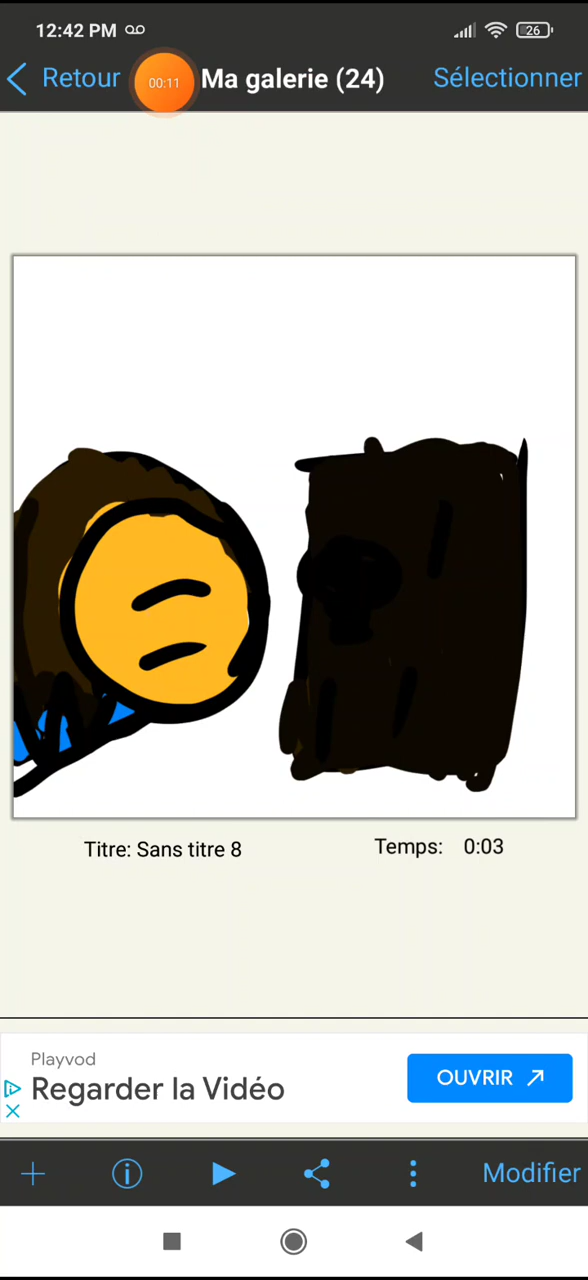 12:42 PM
26
Retour
00:11
Ma galerie (24)
Sélectionner
Titre: Sans titre 8
Temps: 0:03
Playvod
Regarder la Vidéo
OUVRIR
Modifier